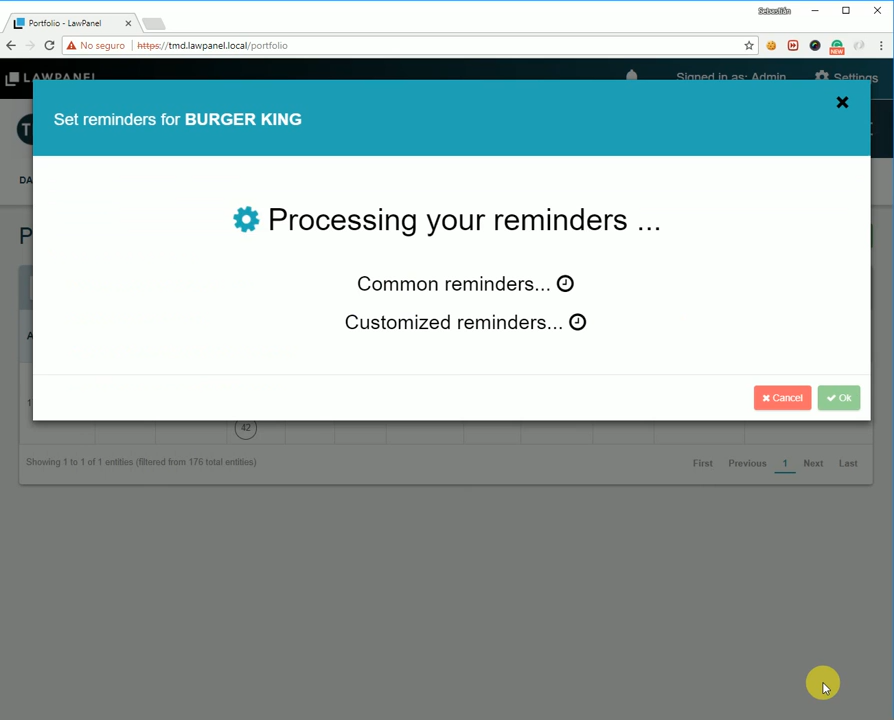 Sebastián
Portfolio - LawPanel
No seguro https://tmd.lawpanel.local/portfolio
NEW
LAWPANEL Signed in as: Admin Settings
Set reminders for BURGER KING
Processing your reminders ...
Common reminders...
Customized reminders...
Cancel Ok
42
Showing 1 to 1 of 1 entities (filtered from 176 total entities) First Previous 1 Next Last